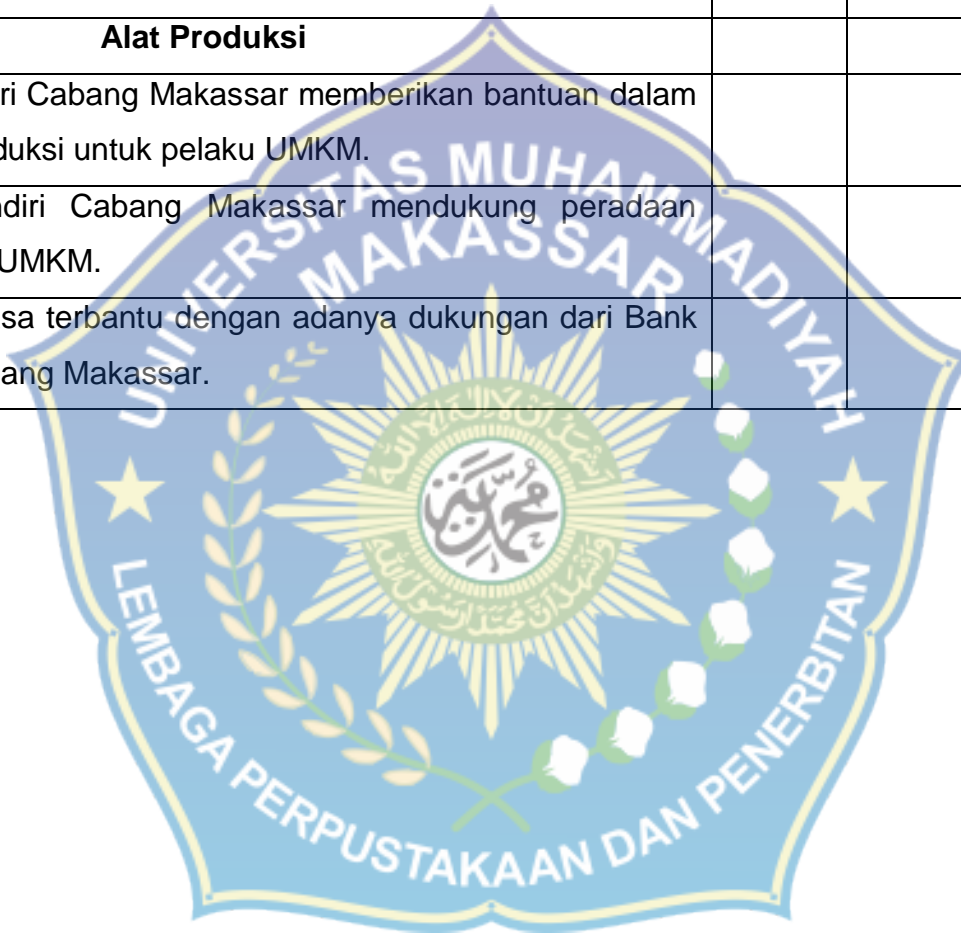 Alat Produksi
ri Cabang Makassar memberikan bantuan dalam
duksi untuk pelaku UMKM.
ndiri Cabang Makassar mendukung peradaan
UMKM.
sa terbantu dengan adanya dukungan dari Bank
ang Makassar.
UNIVERSITAS MUHAMMADIYAH
MAKASSAR
LEMBAGA PERPUSTAKAAN DAN PENERBITAN